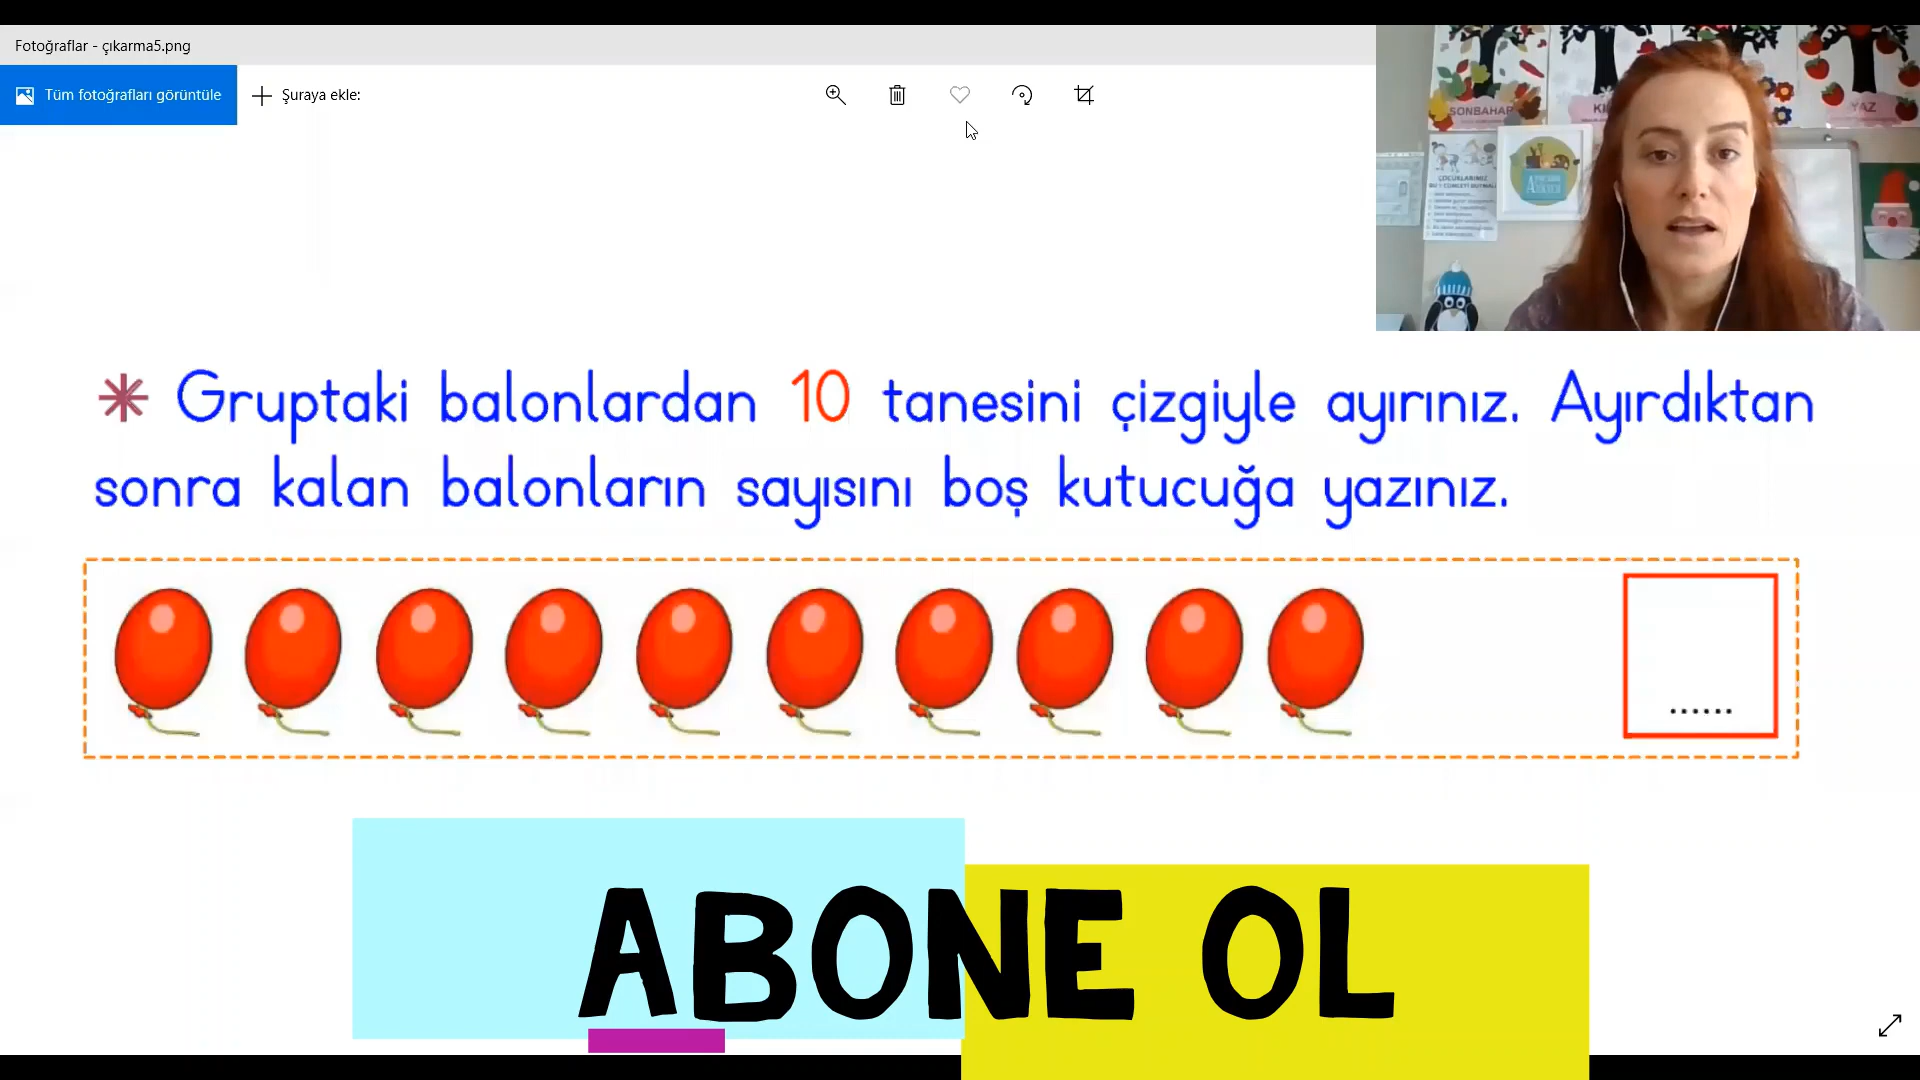 Fotoğraflar - çıkarma5.png
Tüm fotoğrafları görüntüle
Şuraya ekle:
SONBAHAR
YAZ
Gruptaki balonlardan 10 tanesini çizgiyle ayırınız. Ayırdıktan
sonra kalan balonların sayısını boş kutucuğa yazınız.
......
ABONE OL